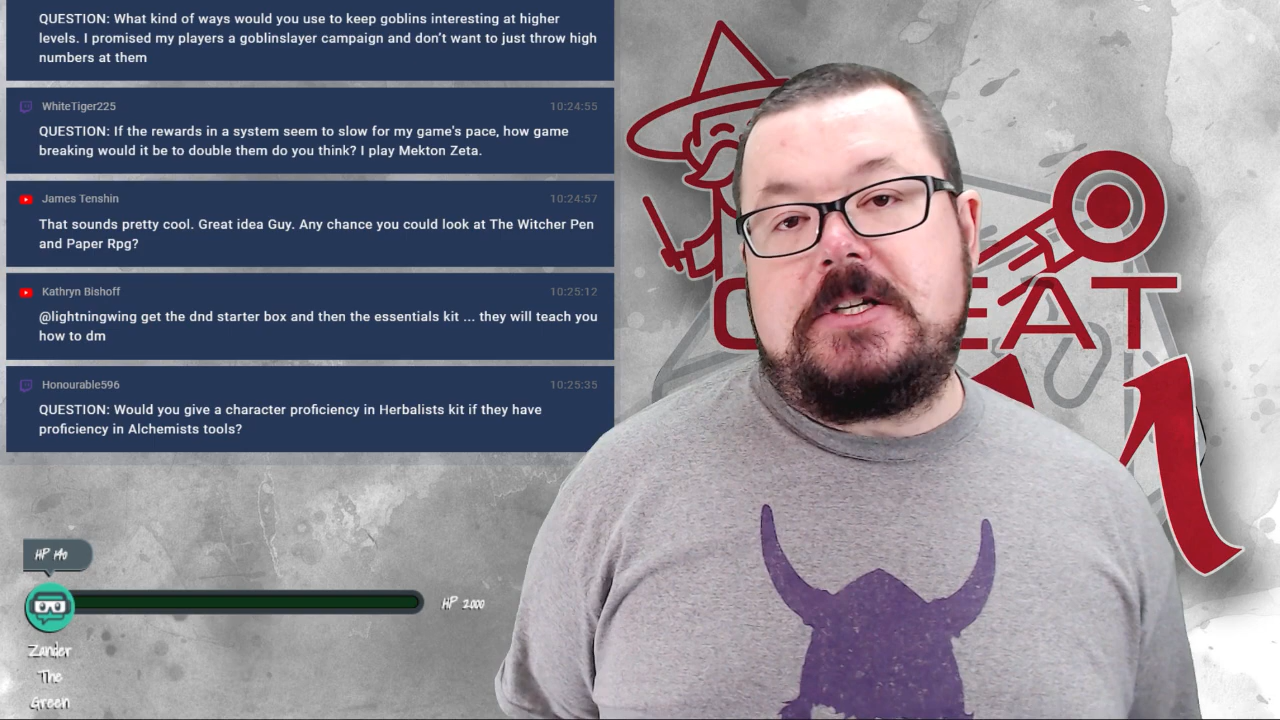 QUESTION: What kind of ways would you use to keep goblins interesting at higher
levels. I promised my players a goblinslayer campaign and don't want to just throw high
numbers at them
WhiteTiger225
10:24:55
QUESTION: If the rewards in a system seem to slow for my game's pace, how game
breaking would it be to double them do you think? I play Mekton Zeta.
James Tenshin
10:24:57
That sounds pretty cool. Great idea Guy. Any chance you could look at The Witcher Pen
and Paper Rpg?
Kathryn Bishoff
10:25:12
@lightningwing get the dnd starter box and then the essentials kit ... they will teach you
how to dm
Honourable596
10:25:35
QUESTION: Would you give a character proficiency in Herbalists kit if they have
proficiency in Alchemists tools?
HP 140
HP 2000
Zander
The
Green